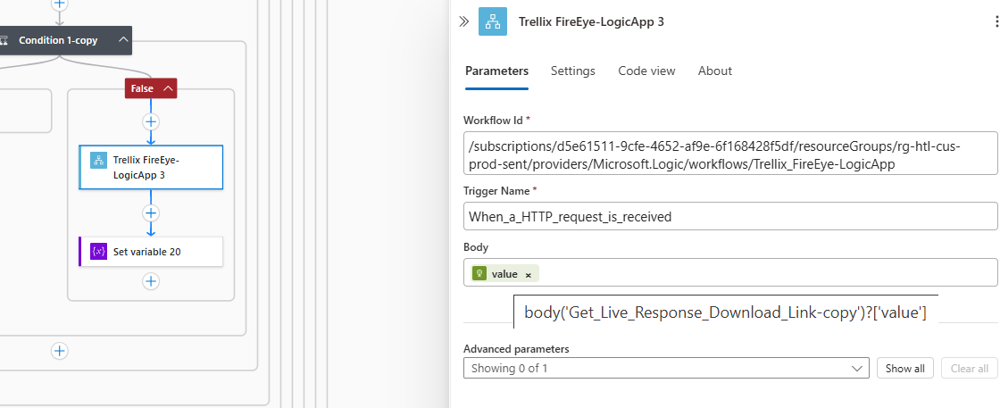 Condition 1-copy
False
Trellix FireEye-
LogicApp 3
{x}
Set variable 20
Trellix FireEye-LogicApp 3
Parameters
Settings
Code view
About
Workflow Id *
/subscriptions/d5e61511-9cfe-4652-af9e-6f168428f5df/resourceGroups/rg-htl-cus-
prod-sent/providers/Microsoft.Logic/workflows/Trellix_FireEye-LogicApp
Trigger Name *
When_a_HTTP_request_is_received
Body
value ×
body('Get_Live_Response_Download_Link-copy')?['value']
Advanced parameters
Showing 0 of 1
Show all
Clear all